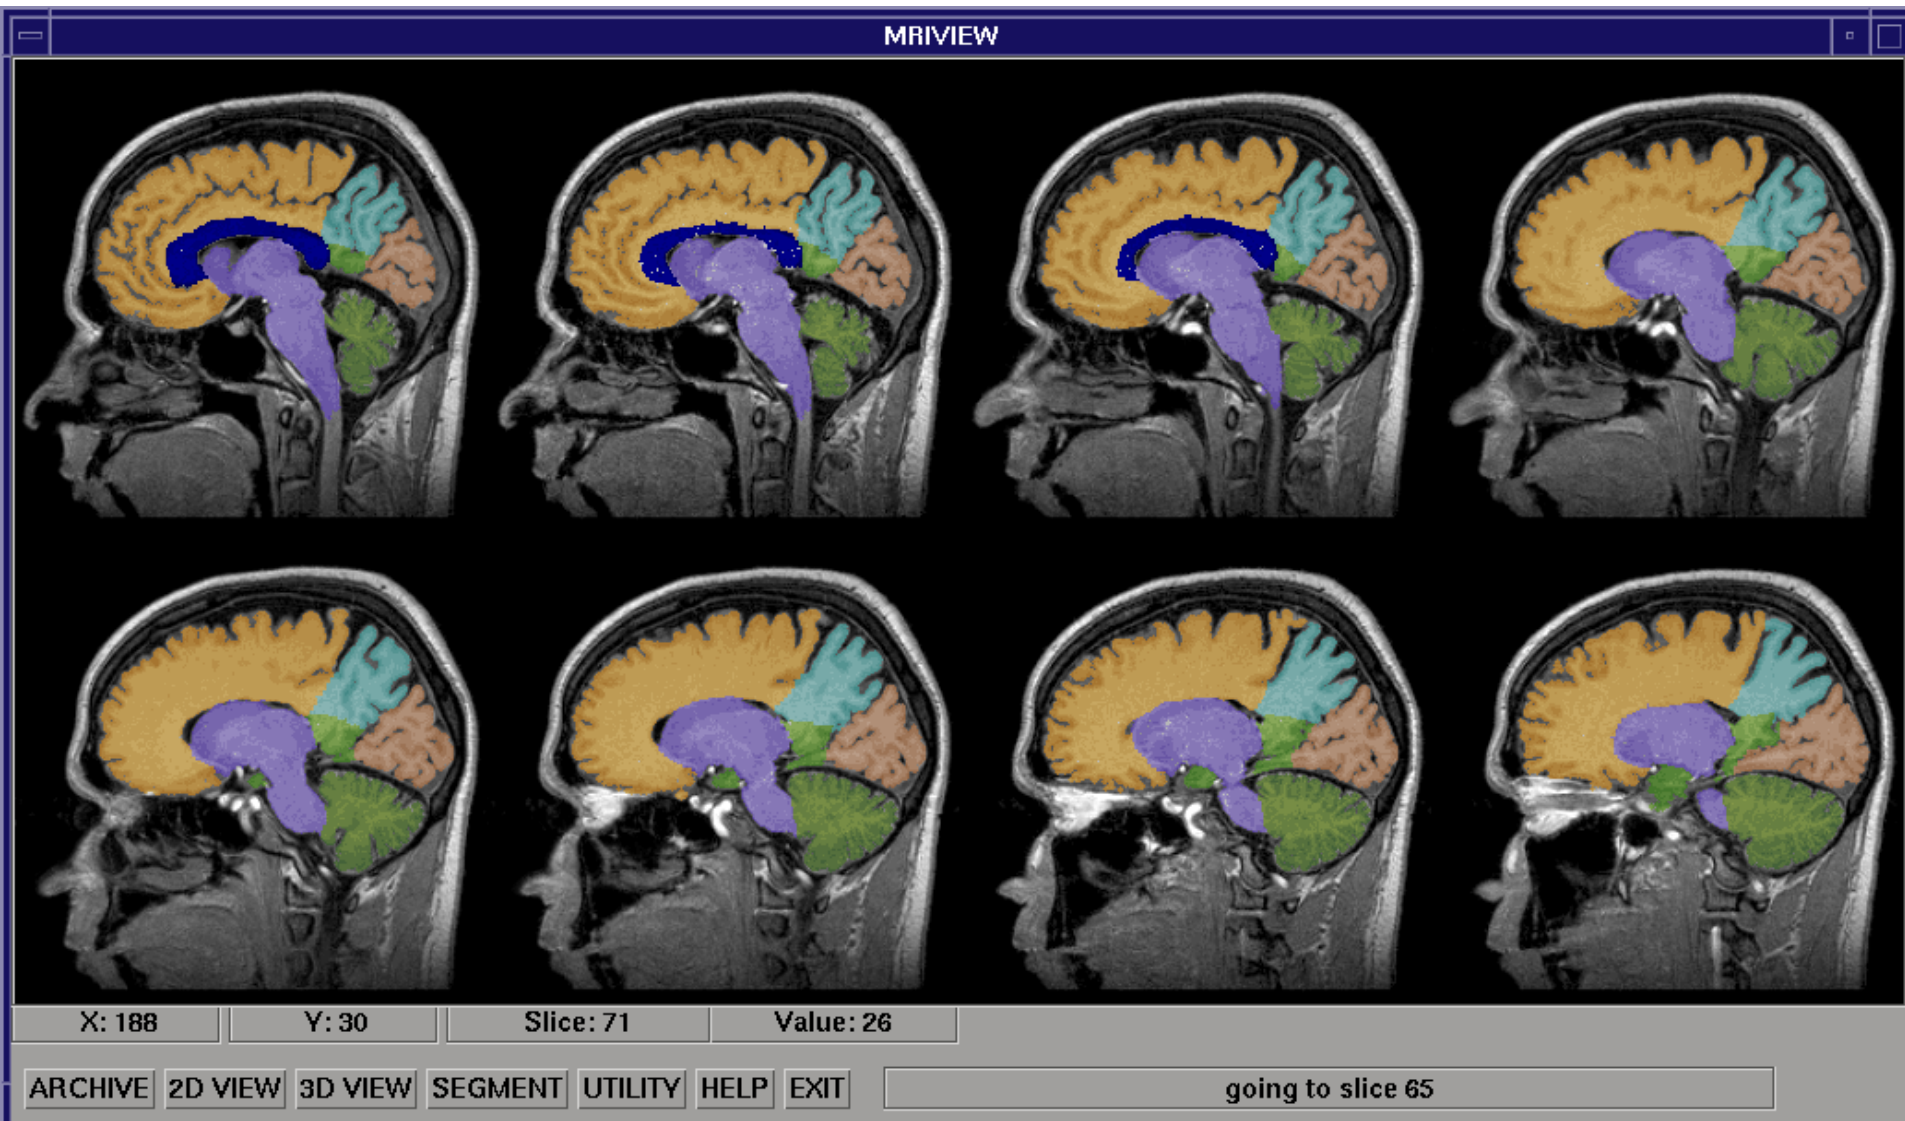 MRIVIEW
X: 188 Y: 30 Slice: 71 Value: 26
ARCHIVE 2D VIEW 3D VIEW SEGMENT UTILITY HELP EXIT going to slice 65